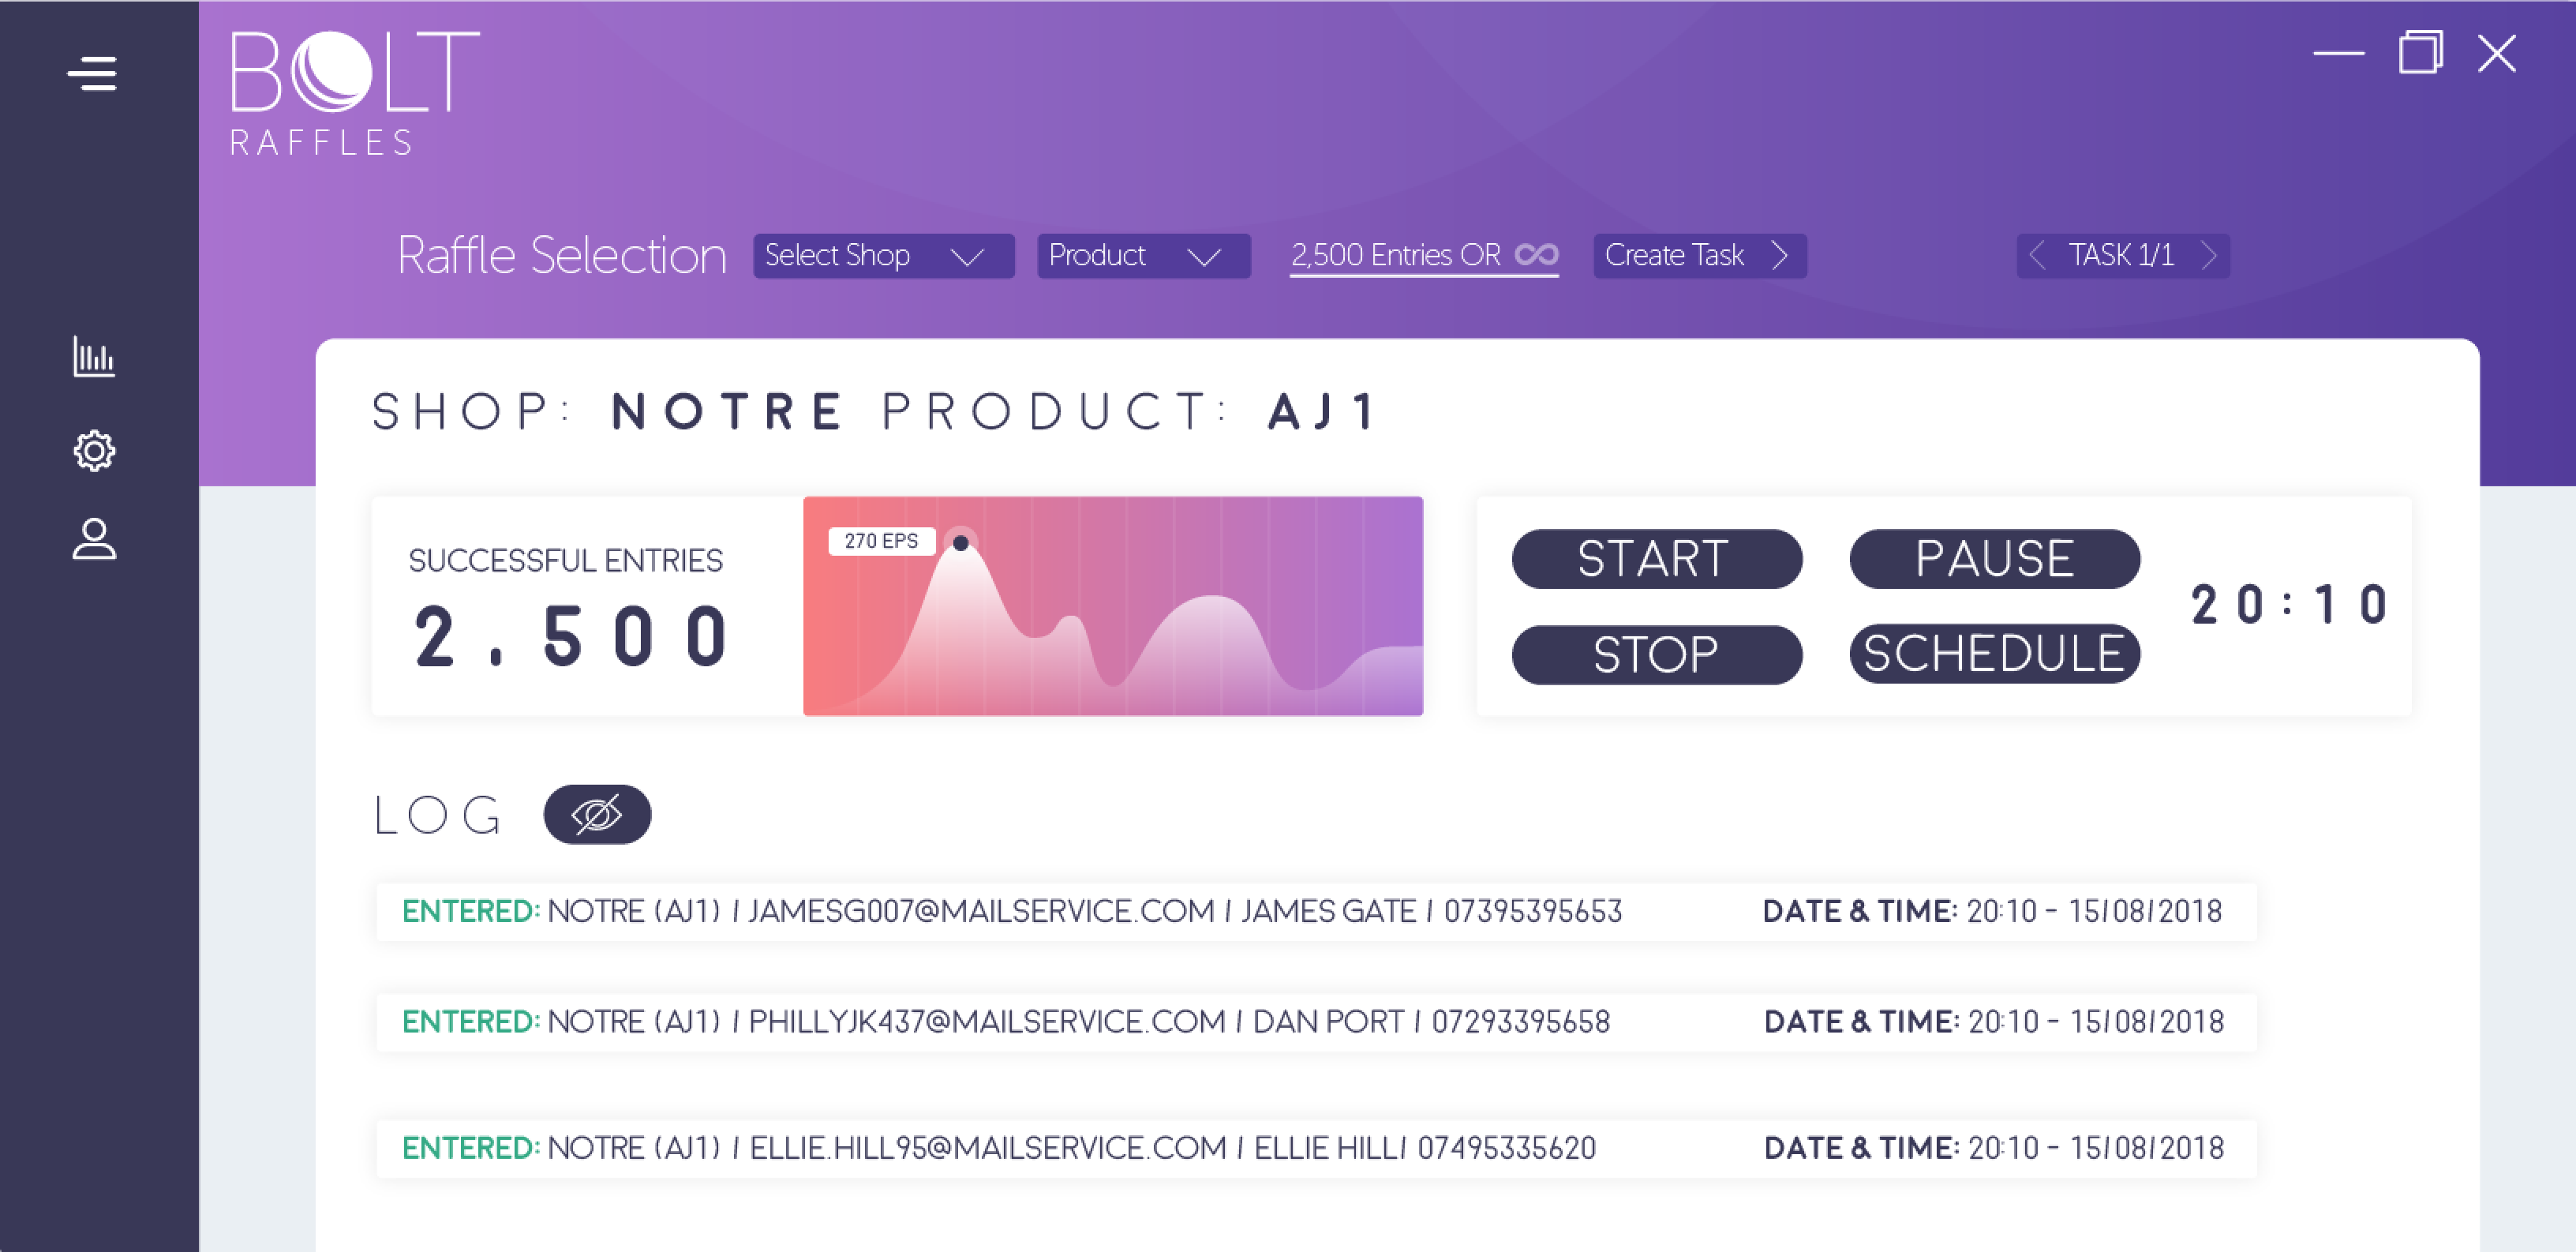 BOLT
RAFFLES
Raffle Selection Select Shop Product 2,500 Entries OR ∞ Create Task TASK 1/1
SHOP: NOTRE PRODUCT: AJ1
270 EPS
SUCCESSFUL ENTRIES
2.500
START PAUSE
20:10
STOP SCHEDULE
LOG
ENTERED: NOTRE (AJ1) | JAMESG007@MAILSERVICE.COM | JAMES GATE | 07395395653 DATE & TIME: 20:10 - 15/08/2018
ENTERED: NOTRE (AJ1) | PHILLYJK437@MAILSERVICE.COM | DAN PORT | 07293395658 DATE & TIME: 20:10 - 15/08/2018
ENTERED: NOTRE (AJ1) | ELLIE.HILL95@MAILSERVICE.COM | ELLIE HILL| 07495335620 DATE & TIME: 20:10 - 15/08/2018